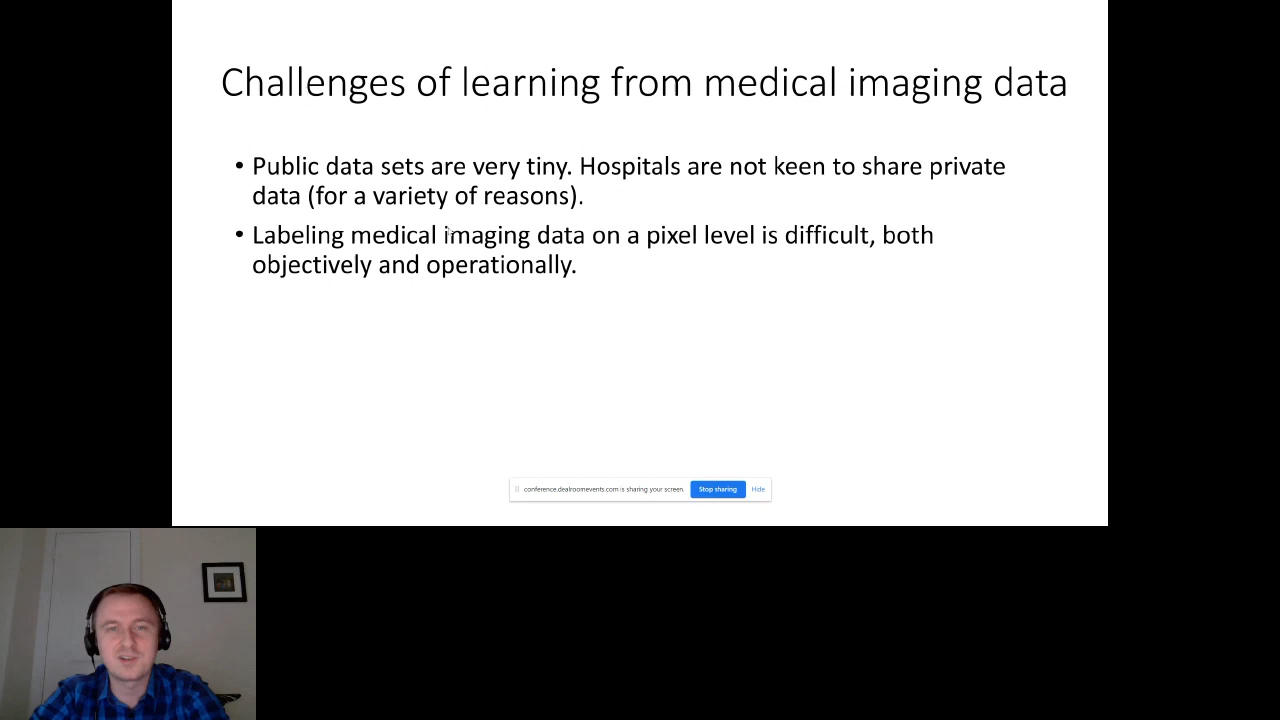 Challenges of learning from medical imaging data
• Public data sets are very tiny. Hospitals are not keen to share private
data (for a variety of reasons).
• Labeling medical imaging data on a pixel level is difficult, both
objectively and operationally.
conference.dealroomevents.com is sharing your screen. Stop sharing Hide